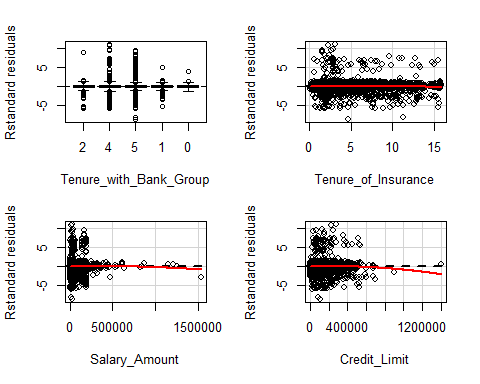 Rstandard residuals
5
-5
2 4 5 1 0
Tenure_with_Bank_Group
Rstandard residuals
5
-5
0 5 10 15
Tenure_of_Insurance
Rstandard residuals
5
-5
0 500000 1500000
Salary_Amount
Rstandard residuals
5
-5
0 400000 1200000
Credit_Limit